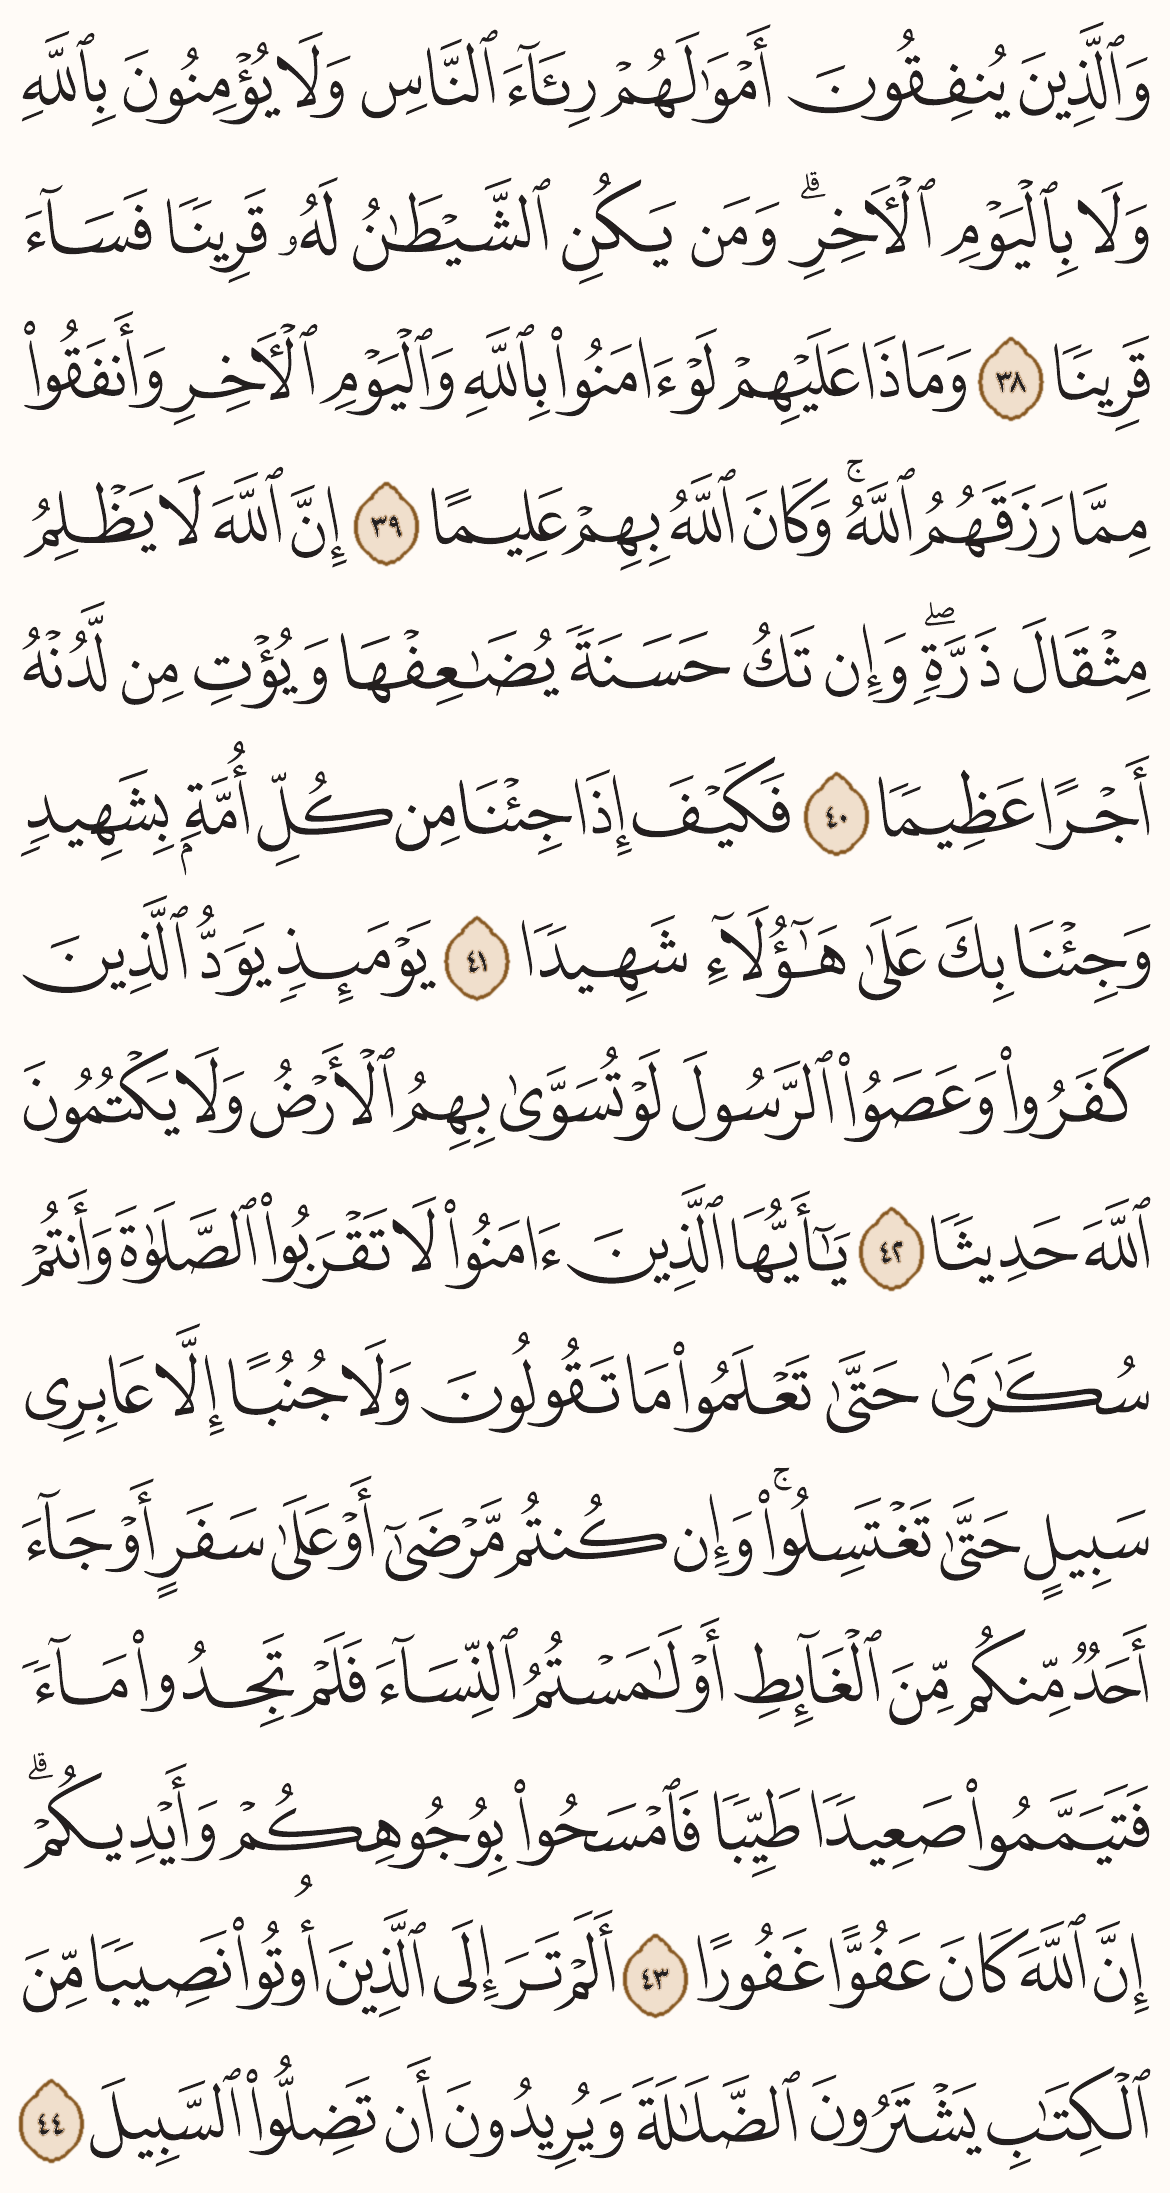 وَٱلَّذِينَ يُنفِقُونَ أَمۡوَٰلَهُمۡ رِئَآءَ ٱلنَّاسِ وَلَا يُؤۡمِنُونَ بِٱللَّهِ
وَلَا بِٱلۡيَوۡمِ ٱلۡأٓخِرِۗ وَمَن يَكُنِ ٱلشَّيۡطَٰنُ لَهُۥ قَرِينٗا فَسَآءَ
قَرِينٗا ٣٨ وَمَاذَا عَلَيۡهِمۡ لَوۡ ءَامَنُواْ بِٱللَّهِ وَٱلۡيَوۡمِ ٱلۡأٓخِرِ وَأَنفَقُواْ
مِمَّا رَزَقَهُمُ ٱللَّهُۚ وَكَانَ ٱللَّهُ بِهِمۡ عَلِيمًا ٣٩ إِنَّ ٱللَّهَ لَا يَظۡلِمُ
مِثۡقَالَ ذَرَّةٖۖ وَإِن تَكُ حَسَنَةٗ يُضَٰعِفۡهَا وَيُؤۡتِ مِن لَّدُنۡهُ
أَجۡرًا عَظِيمٗا ٤٠ فَكَيۡفَ إِذَا جِئۡنَا مِن كُلِّ أُمَّةِۭ بِشَهِيدٖ
وَجِئۡنَا بِكَ عَلَىٰ هَٰٓؤُلَآءِ شَهِيدٗا ٤١ يَوۡمَئِذٖ يَوَدُّ ٱلَّذِينَ
كَفَرُواْ وَعَصَوُاْ ٱلرَّسُولَ لَوۡ تُسَوَّىٰ بِهِمُ ٱلۡأَرۡضُ وَلَا يَكۡتُمُونَ
ٱللَّهَ حَدِيثٗا ٤٢ يَٰٓأَيُّهَا ٱلَّذِينَ ءَامَنُواْ لَا تَقۡرَبُواْ ٱلصَّلَوٰةَ وَأَنتُمۡ
سُكَٰرَىٰ حَتَّىٰ تَعۡلَمُواْ مَا تَقُولُونَ وَلَا جُنُبًا إِلَّا عَابِرِي
سَبِيلٍ حَتَّىٰ تَغۡتَسِلُواْۚ وَإِن كُنتُم مَّرۡضَىٰٓ أَوۡ عَلَىٰ سَفَرٍ أَوۡ جَآءَ
أَحَدٞ مِّنكُم مِّنَ ٱلۡغَآئِطِ أَوۡ لَٰمَسۡتُمُ ٱلنِّسَآءَ فَلَمۡ تَجِدُواْ مَآءٗ
فَتَيَمَّمُواْ صَعِيدٗا طَيِّبٗا فَٱمۡسَحُواْ بِوُجُوهِكُمۡ وَأَيۡدِيكُمۡۗ
إِنَّ ٱللَّهَ كَانَ عَفُوًّا غَفُورًا ٤٣ أَلَمۡ تَرَ إِلَى ٱلَّذِينَ أُوتُواْ نَصِيبٗا مِّنَ
ٱلۡكِتَٰبِ يَشۡتَرُونَ ٱلضَّلَٰلَةَ وَيُرِيدُونَ أَن تَضِلُّواْ ٱلسَّبِيلَ ٤٤